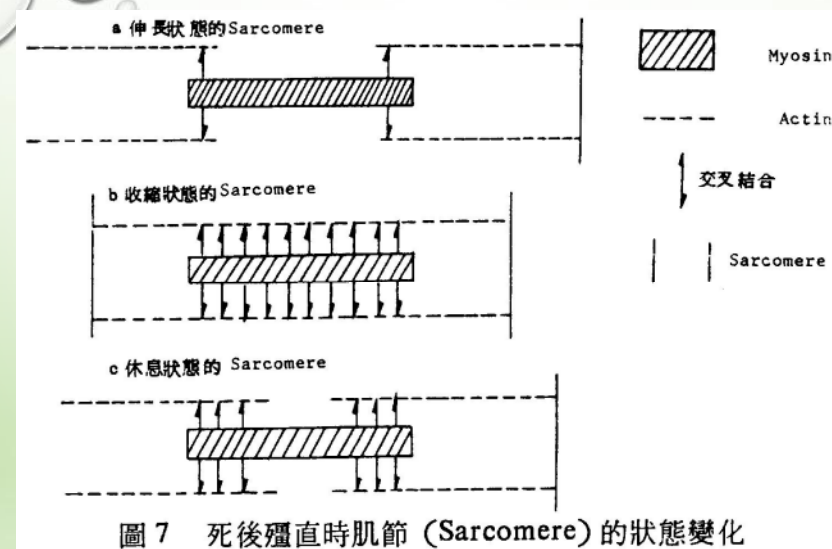 a 伸長狀態的Sarcomere
Myosin
Actin
b 收縮狀態的Sarcomere
交叉結合
Sarcomere
c 休息狀態的 Sarcomere
圖 7 死後殭直時肌節 (Sarcomere) 的狀態變化